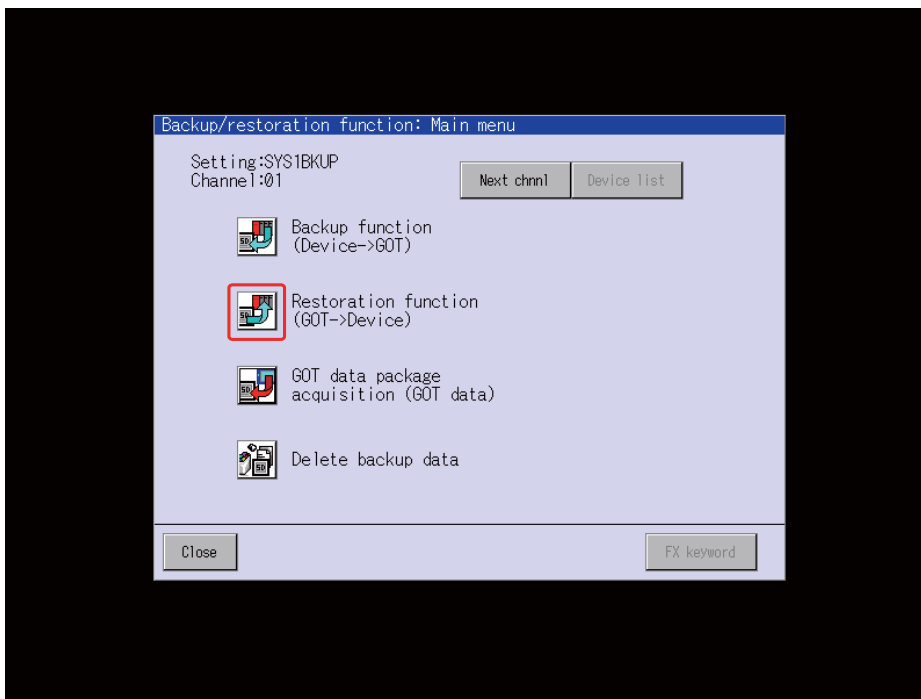 Backup/restoration function: Main menu
Setting:SYS1BKUP
Channel:01
Next chnnl
Device list
Backup function
(Device->GOT)
Restoration function
(GOT->Device)
GOT data package
acquisition (GOT data)
Delete backup data
Close
FX keyword